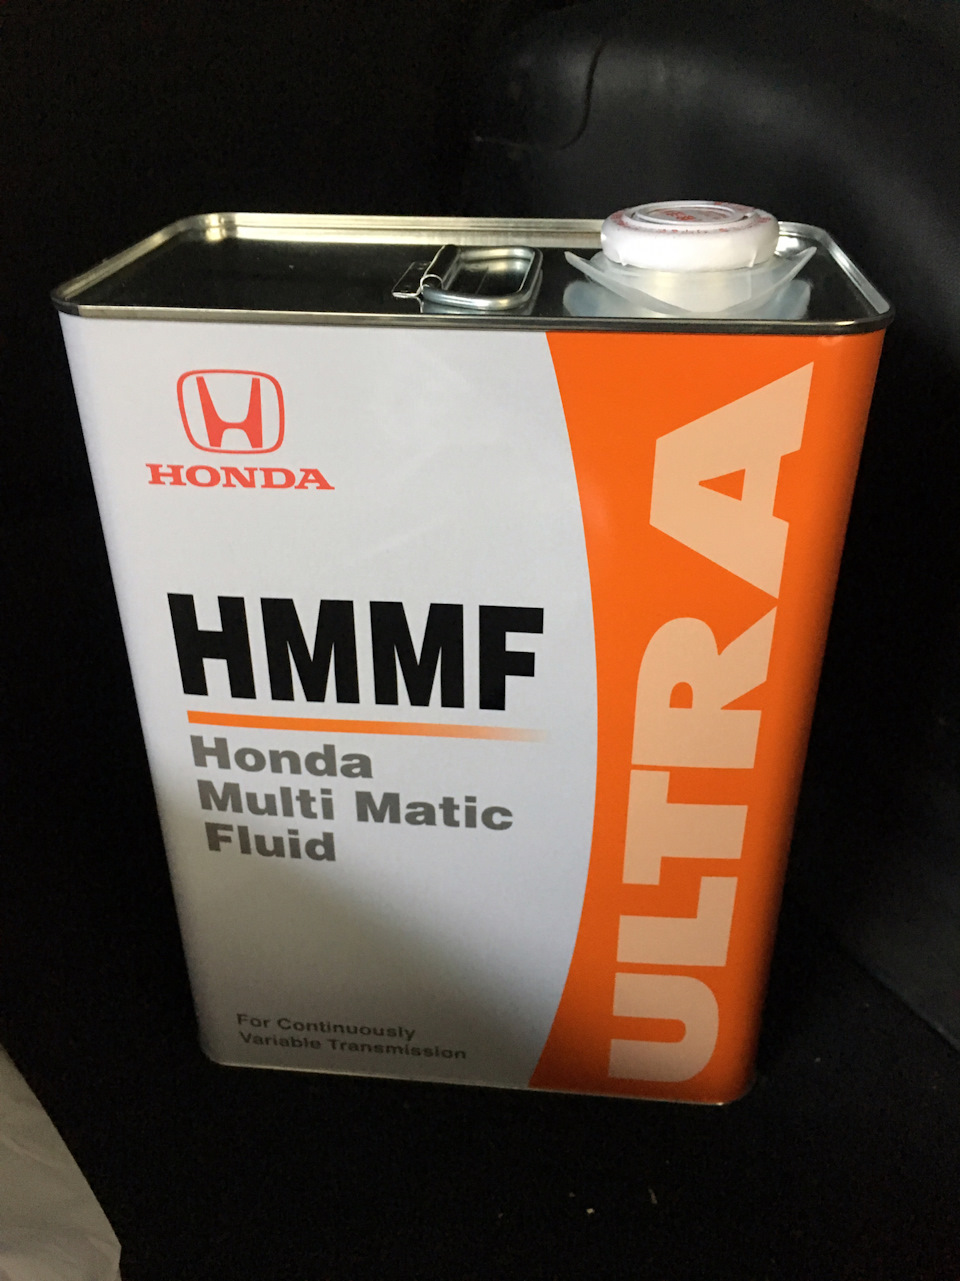 HONDA
HMMF
Honda
Multi Matic
Fluid
For Continuously
Variable Transmission
ULTRA